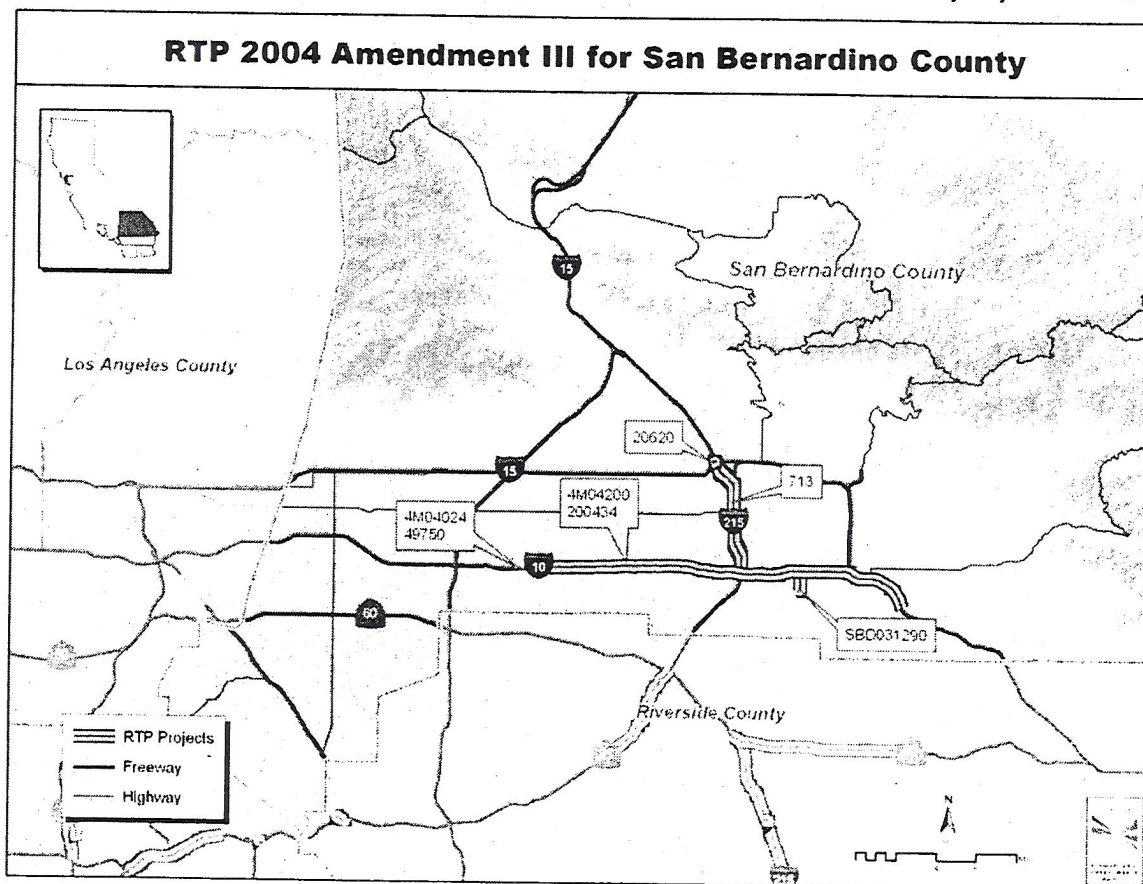 RTP 2004 Amendment III for San Bernardino County
15
San Bernardino County
Los Angeles County
20620
15
713
4M04200
200434
4M04024
49750
215
10
60
SBD031290
Riverside County
RTP Projects
Freeway
Highway
N